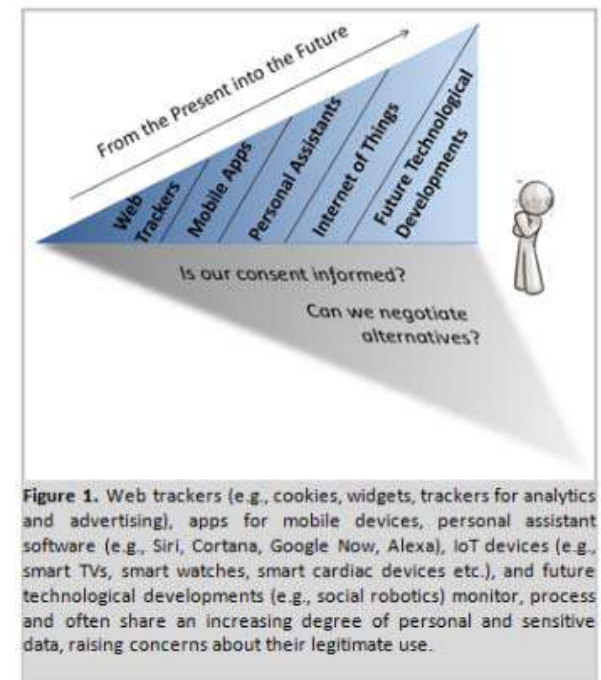 From the Present into the Future
Web
Trackers
Mobile Apps
Personal Assistants
Internet of Things
Future Technological
Developments
Is our consent informed?
Can we negotiate
alternatives?
Figure 1. Web trackers (e.g., cookies, widgets, trackers for analytics
and advertising), apps for mobile devices, personal assistant
software (e.g., Siri, Cortana, Google Now, Alexa), IoT devices (e.g.,
smart TVs, smart watches, smart cardiac devices etc.), and future
technological developments (e.g., social robotics) monitor, process
and often share an increasing degree of personal and sensitive
data, raising concerns about their legitimate use.